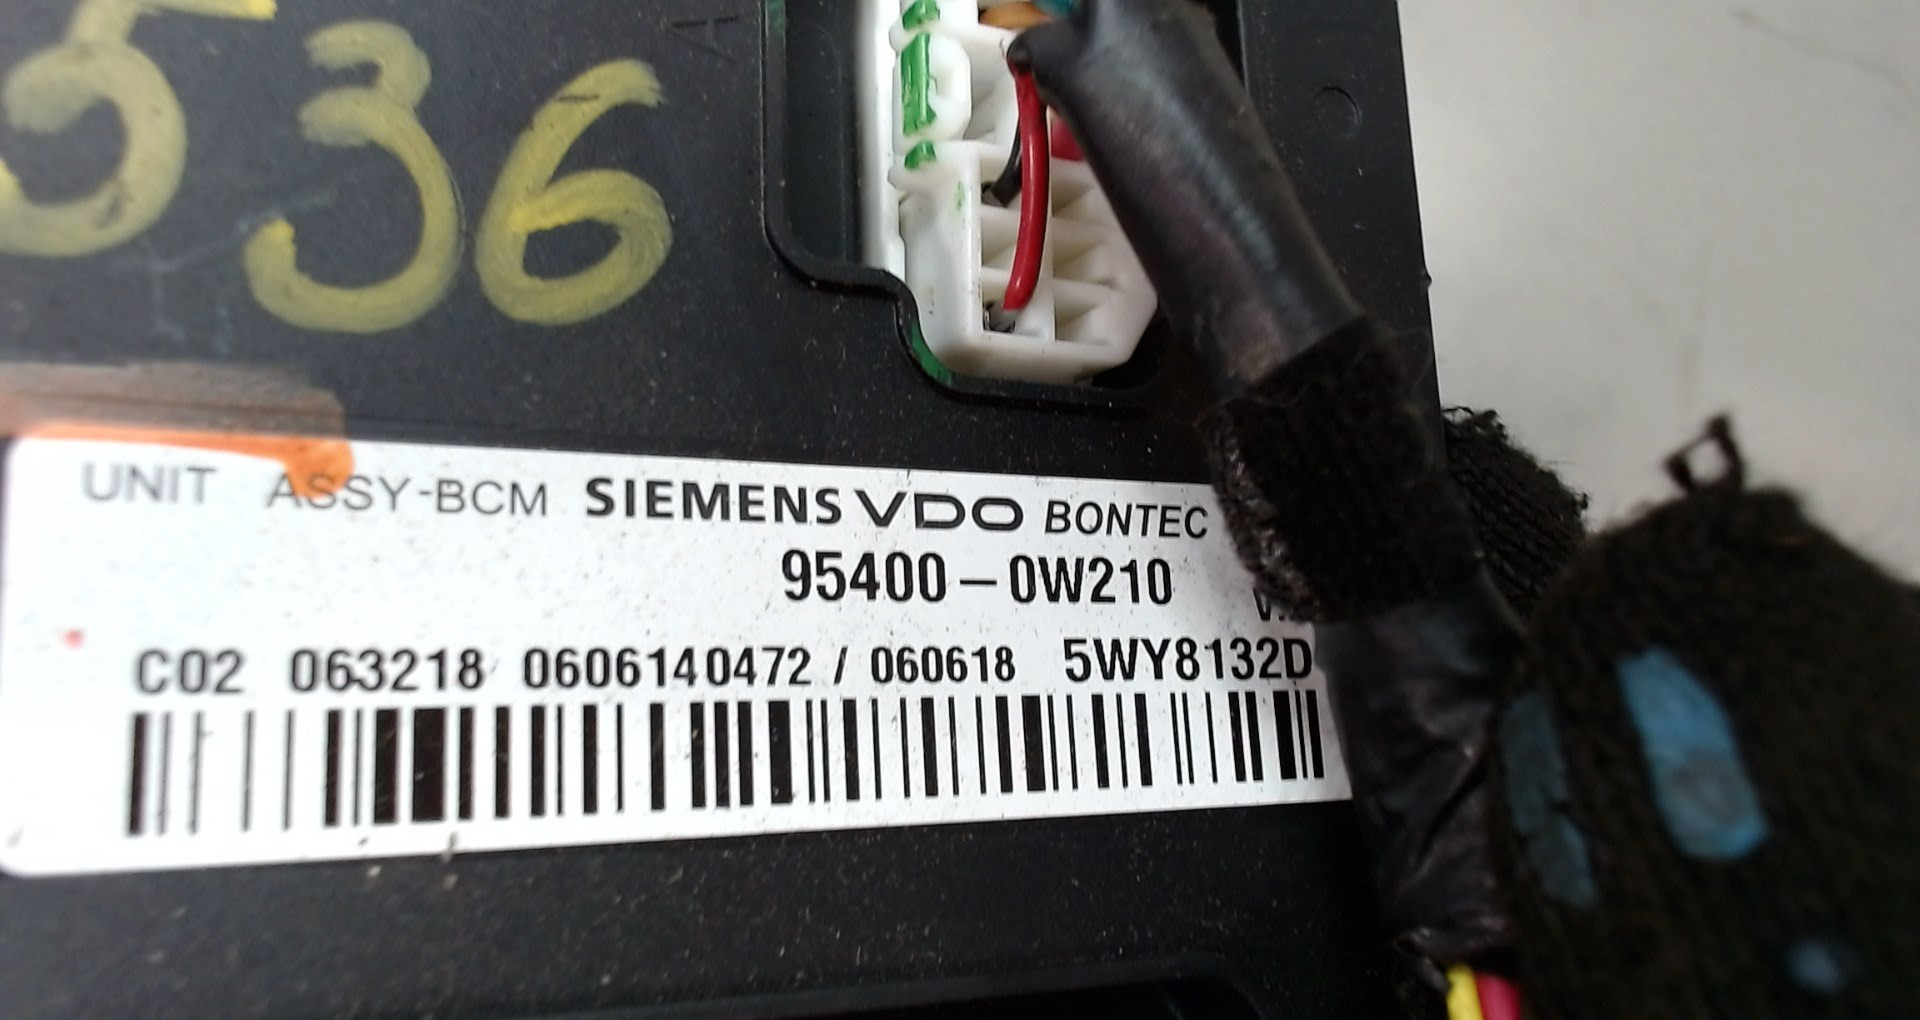 536
UNIT ASSY-BCM SIEMENS VDO BONTEC
95400-0W210
C02 063218 0606140472 / 060618 5WY8132D